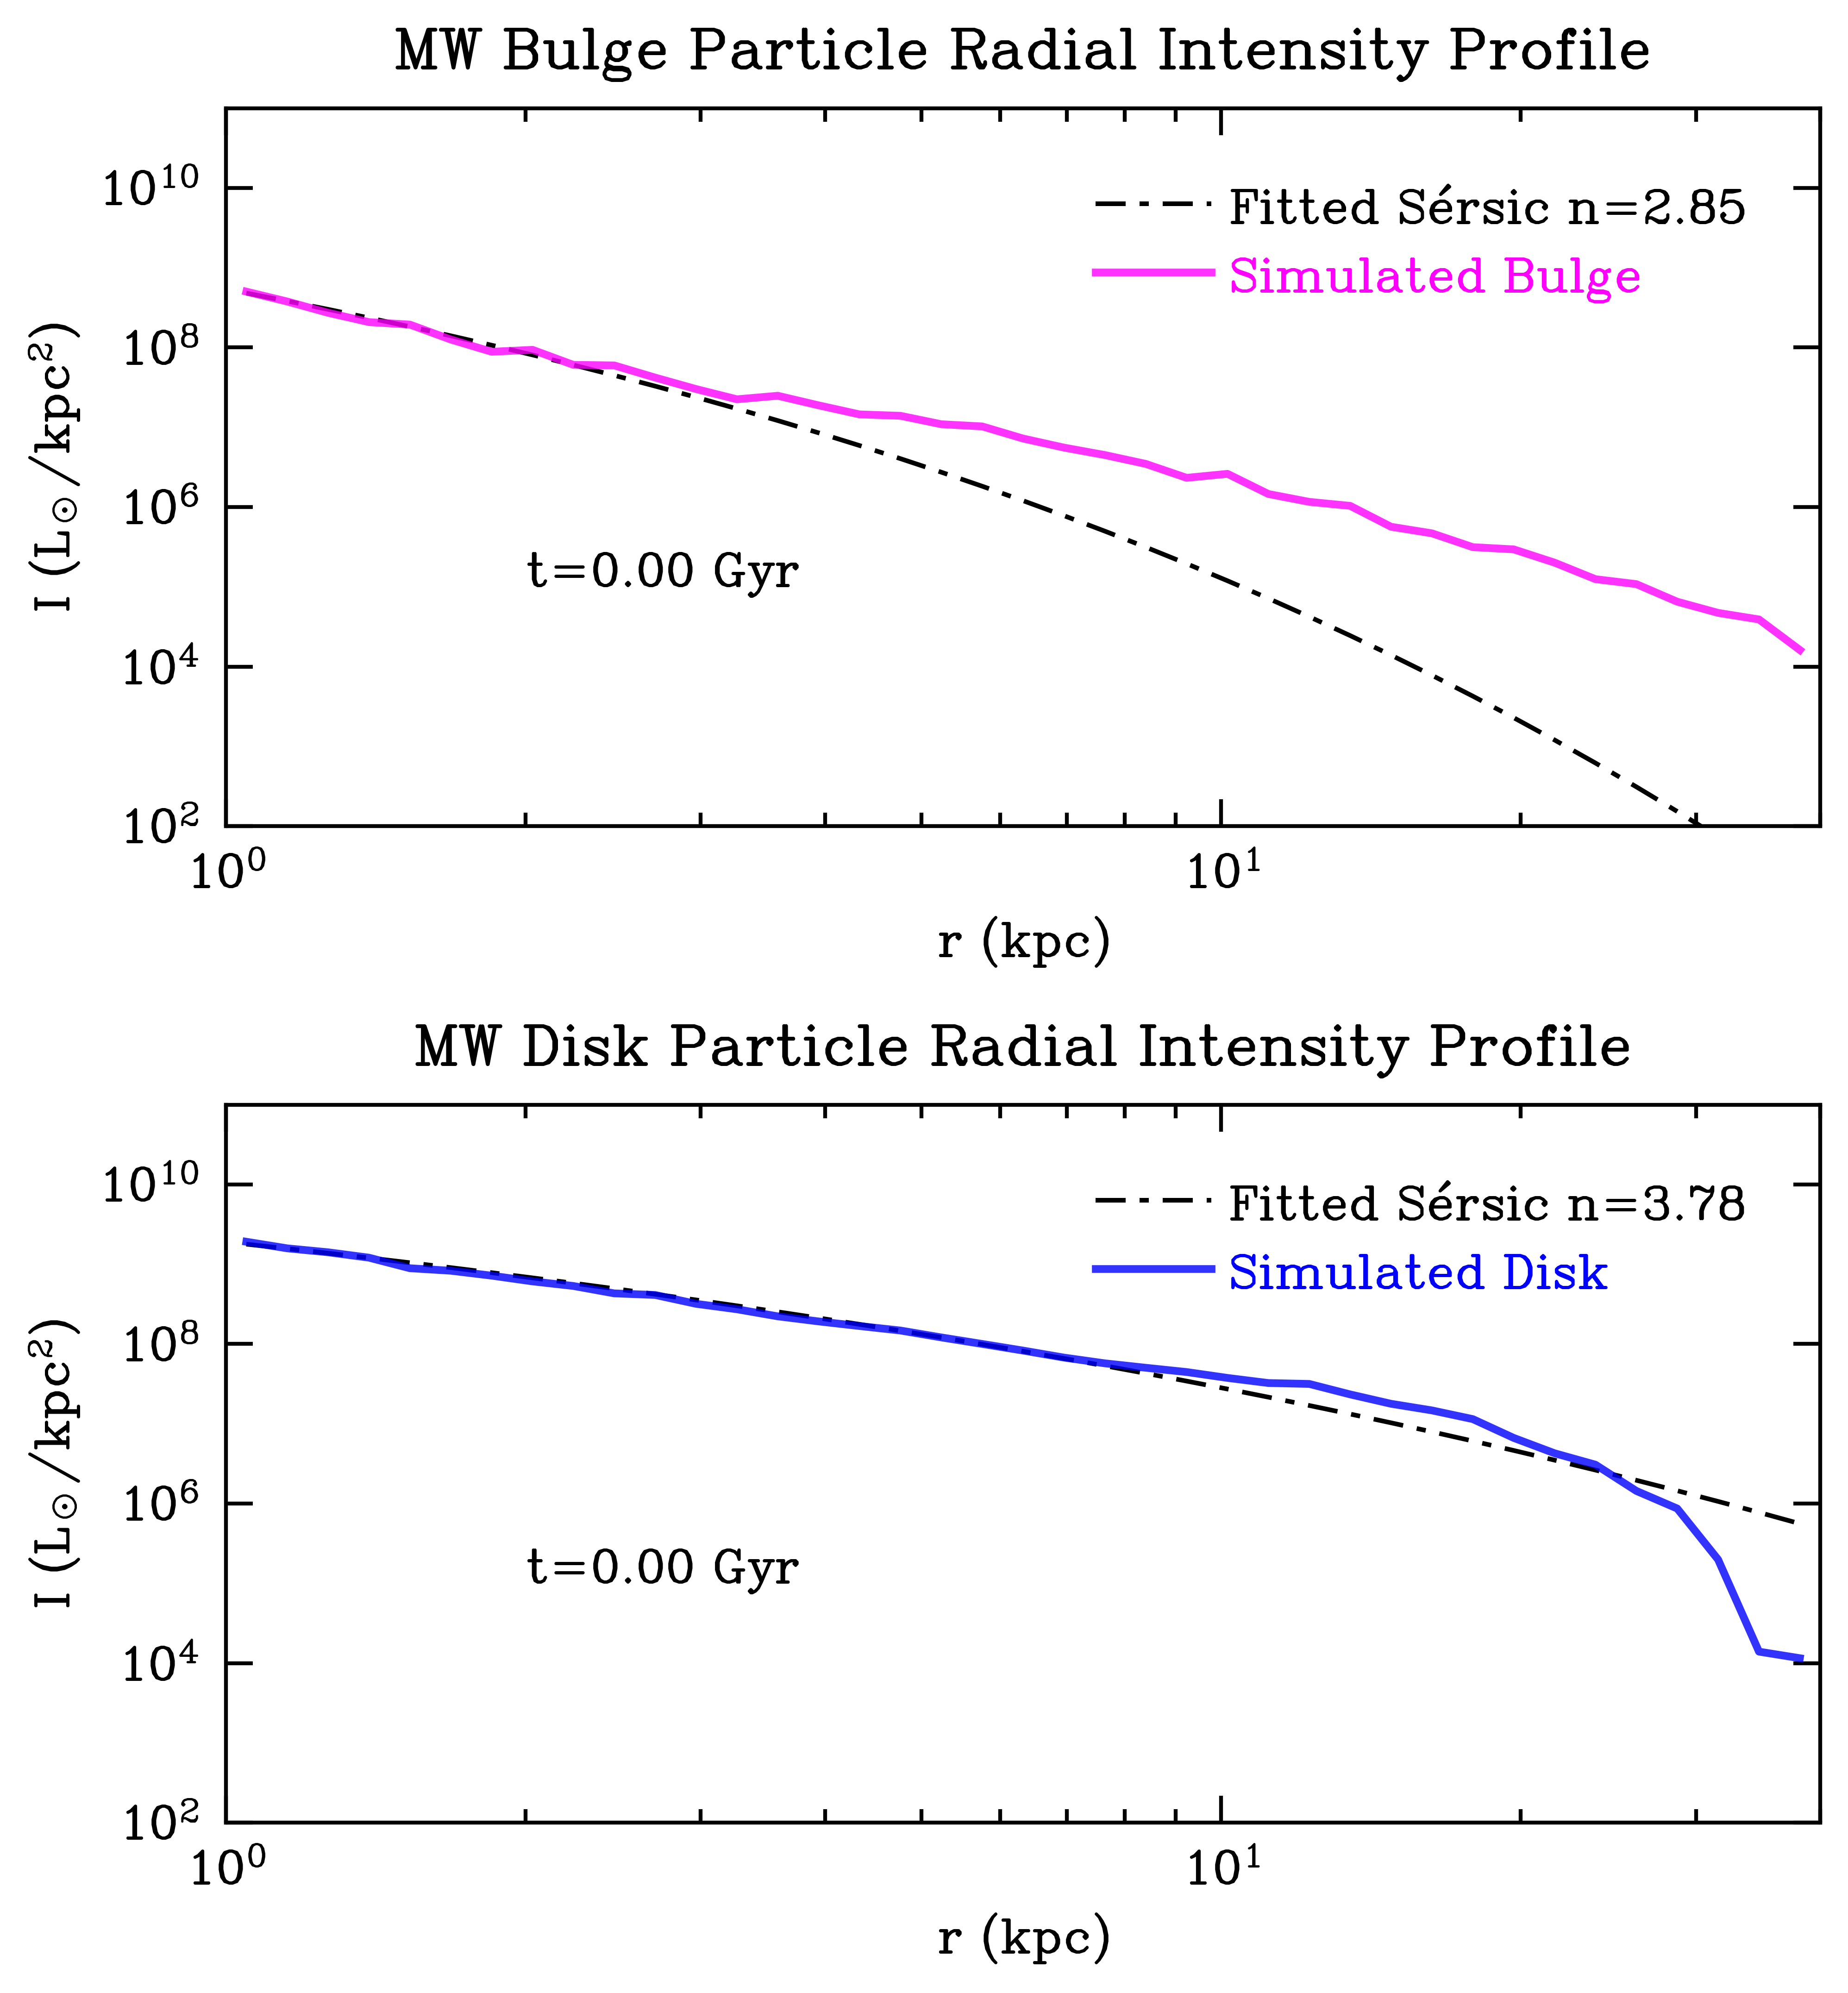 MW Bulge Particle Radial Intensity Profile
10¹⁰
Fitted Sérsic n=2.85
Simulated Bulge
10⁸
I (L⊙/kpc²)
10⁶
t=0.00 Gyr
10⁴
10²
10⁰ 10¹
r (kpc)
MW Disk Particle Radial Intensity Profile
10¹⁰
Fitted Sérsic n=3.78
Simulated Disk
10⁸
I (L⊙/kpc²)
10⁶
t=0.00 Gyr
10⁴
10²
10⁰ 10¹
r (kpc)